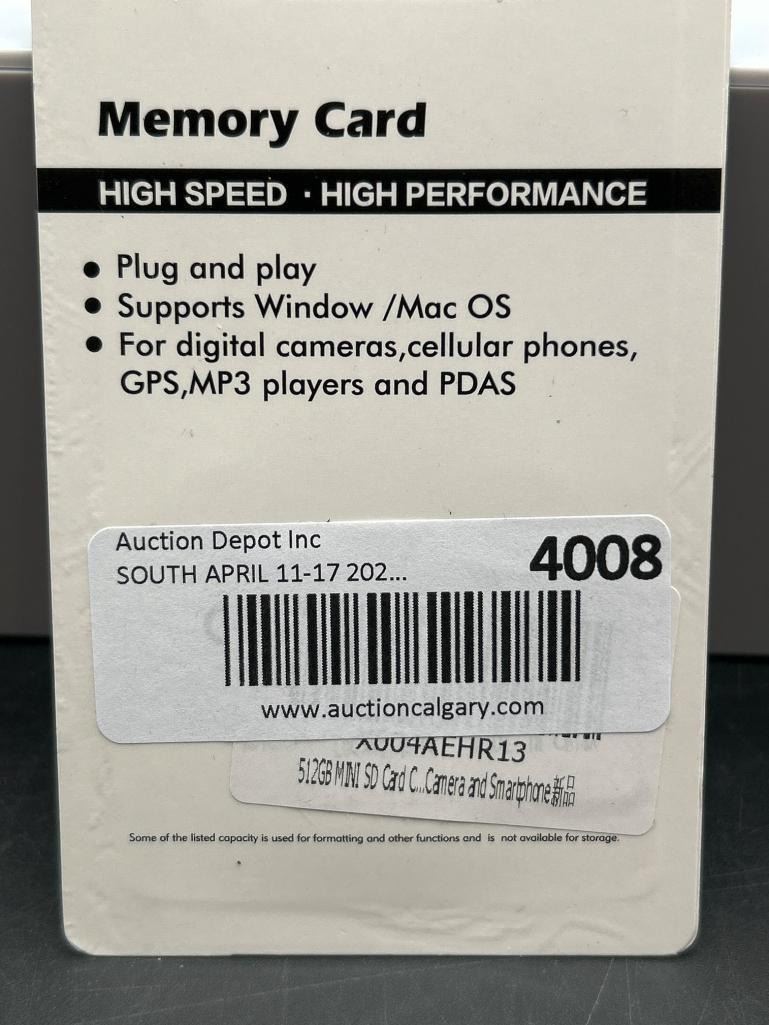 Memory Card
HIGH SPEED · HIGH PERFORMANCE
● Plug and play
● Supports Window /Mac OS
● For digital cameras,cellular phones,
GPS,MP3 players and PDAS
Auction Depot Inc
SOUTH APRIL 11-17 202...
4008
www.auctioncalgary.com
X004AEHR13
512GB MINI SD Card C...Camera and Smartphone新品
Some of the listed capacity is used for formatting and other functions and is not available for storage.